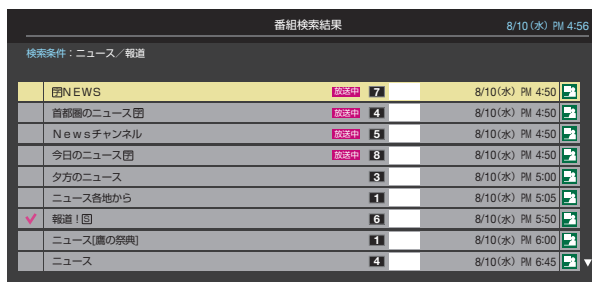 番組検索結果 8/10(水) PM 4:56
検索条件：ニュース／報道
字NEWS 放送中 7 8/10(水) PM 4:50
首都圏のニュース字 放送中 4 8/10(水) PM 4:50
Newsチャンネル 放送中 5 8/10(水) PM 4:50
今日のニュース字 放送中 8 8/10(水) PM 4:50
夕方のニュース 3 8/10(水) PM 5:00
ニュース各地から 1 8/10(水) PM 5:05
報道！S 6 8/10(水) PM 5:50
ニュース[鷹の祭典] 1 8/10(水) PM 6:00
ニュース 4 8/10(水) PM 6:45 ▼